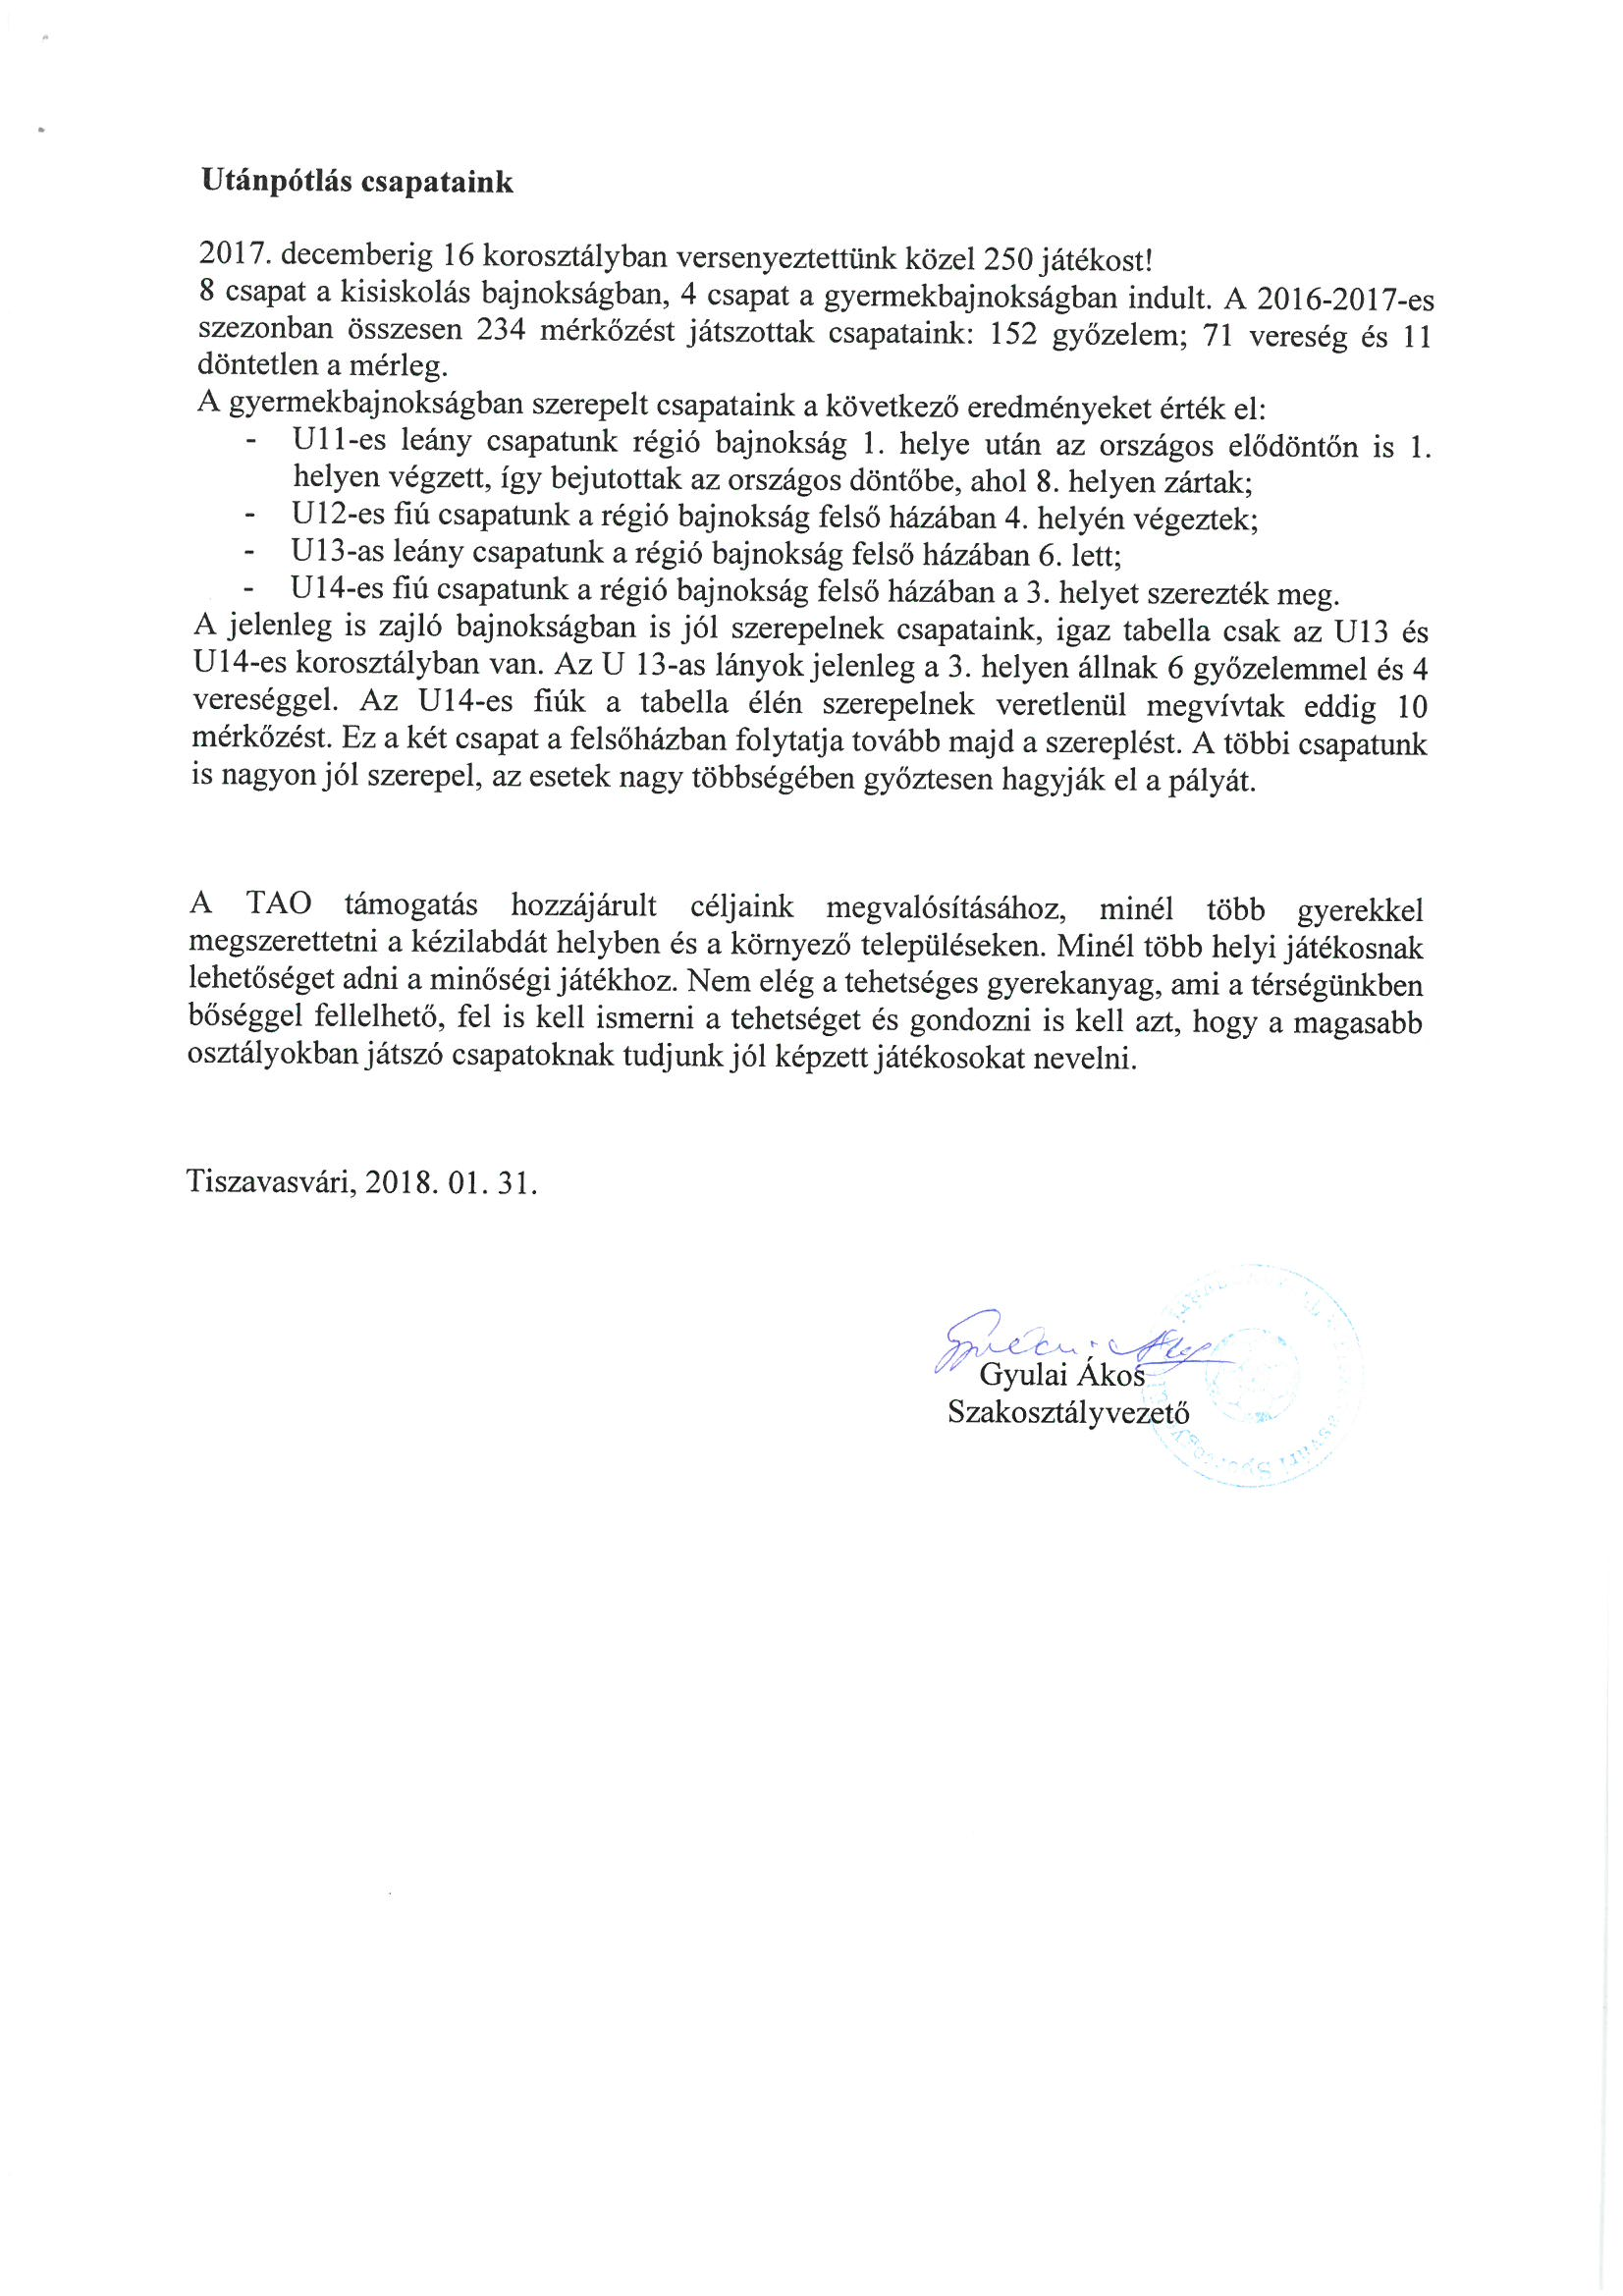 Utánpótlás csapataink
2017. decemberig 16 korosztályban versenyeztettünk közel 250 játékost!
8 csapat a kisiskolás bajnokságban, 4 csapat a gyermekbajnokságban indult. A 2016-2017-es
szezonban összesen 234 mérkőzést játszottak csapataink: 152 győzelem; 71 vereség és 11
döntetlen a mérleg.
A gyermekbajnokságban szerepelt csapataink a következő eredményeket érték el:
- U11-es leány csapatunk régió bajnokság 1. helye után az országos elődöntőn is 1.
helyen végzett, így bejutottak az országos döntőbe, ahol 8. helyen zártak;
- U12-es fiú csapatunk a régió bajnokság felső házában 4. helyén végeztek;
- U13-as leány csapatunk a régió bajnokság felső házában 6. lett;
- U14-es fiú csapatunk a régió bajnokság felső házában a 3. helyet szerezték meg.
A jelenleg is zajló bajnokságban is jól szerepelnek csapataink, igaz tabella csak az U13 és
U14-es korosztályban van. Az U 13-as lányok jelenleg a 3. helyen állnak 6 győzelemmel és 4
vereséggel. Az U14-es fiúk a tabella élén szerepelnek veretlenül megvívtak eddig 10
mérkőzést. Ez a két csapat a felsőházban folytatja tovább majd a szereplést. A többi csapatunk
is nagyon jól szerepel, az esetek nagy többségében győztesen hagyják el a pályát.
A TAO támogatás hozzájárult céljaink megvalósításához, minél több gyerekkel
megszerettetni a kézilabdát helyben és a környező településeken. Minél több helyi játékosnak
lehetőséget adni a minőségi játékhoz. Nem elég a tehetséges gyerekanyag, ami a térségünkben
bőséggel fellelhető, fel is kell ismerni a tehetséget és gondozni is kell azt, hogy a magasabb
osztályokban játszó csapatoknak tudjunk jól képzett játékosokat nevelni.
Tiszavasvári, 2018. 01. 31.
Gyulai Ákos
Szakosztályvezető